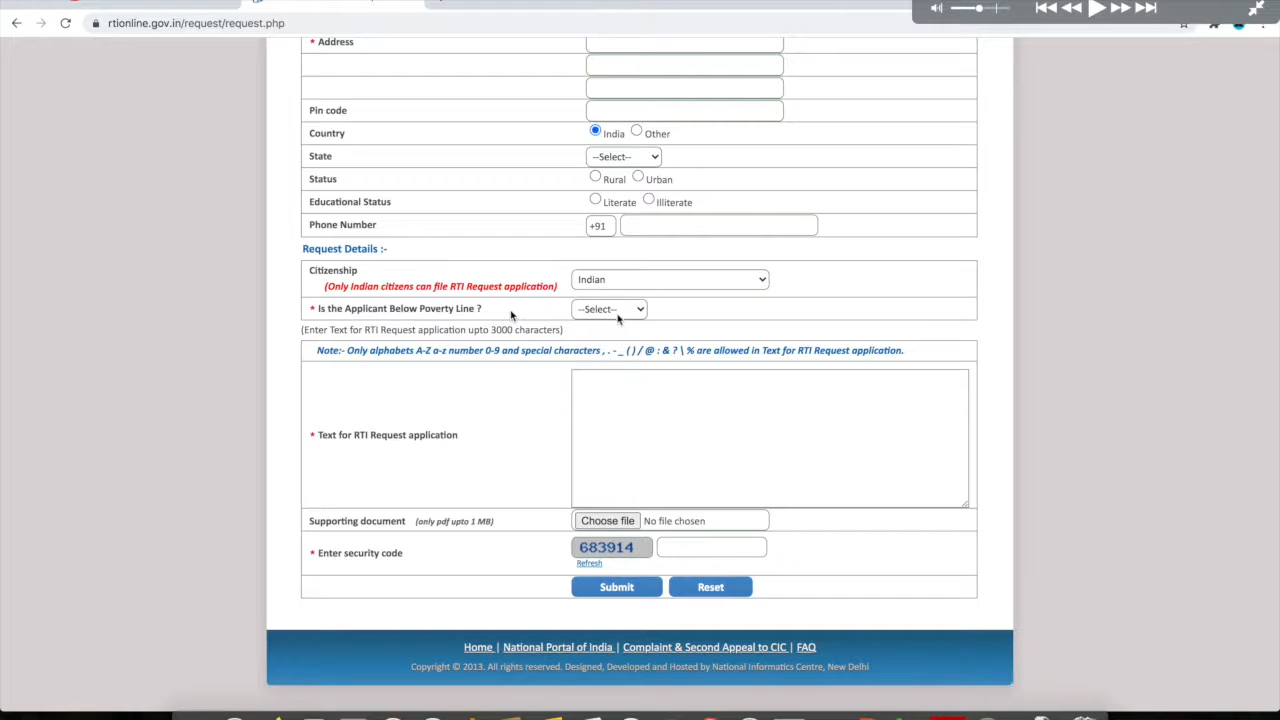 rtionline.gov.in/request/request.php
* Address
Pin code
Country India Other
State --Select--
Status Rural Urban
Educational Status Literate Illiterate
Phone Number +91
Request Details :-
Citizenship
(Only Indian citizens can file RTI Request application) Indian
* Is the Applicant Below Poverty Line ? --Select--
(Enter Text for RTI Request application upto 3000 characters)
Note:- Only alphabets A-Z a-z number 0-9 and special characters , . - _ ( ) / @ : & ? \ % are allowed in Text for RTI Request application.
* Text for RTI Request application
Supporting document (only pdf upto 1 MB) Choose file No file chosen
* Enter security code 683914
Refresh
Submit Reset
Home | National Portal of India | Complaint & Second Appeal to CIC | FAQ
Copyright © 2013. All rights reserved. Designed, Developed and Hosted by National Informatics Centre, New Delhi